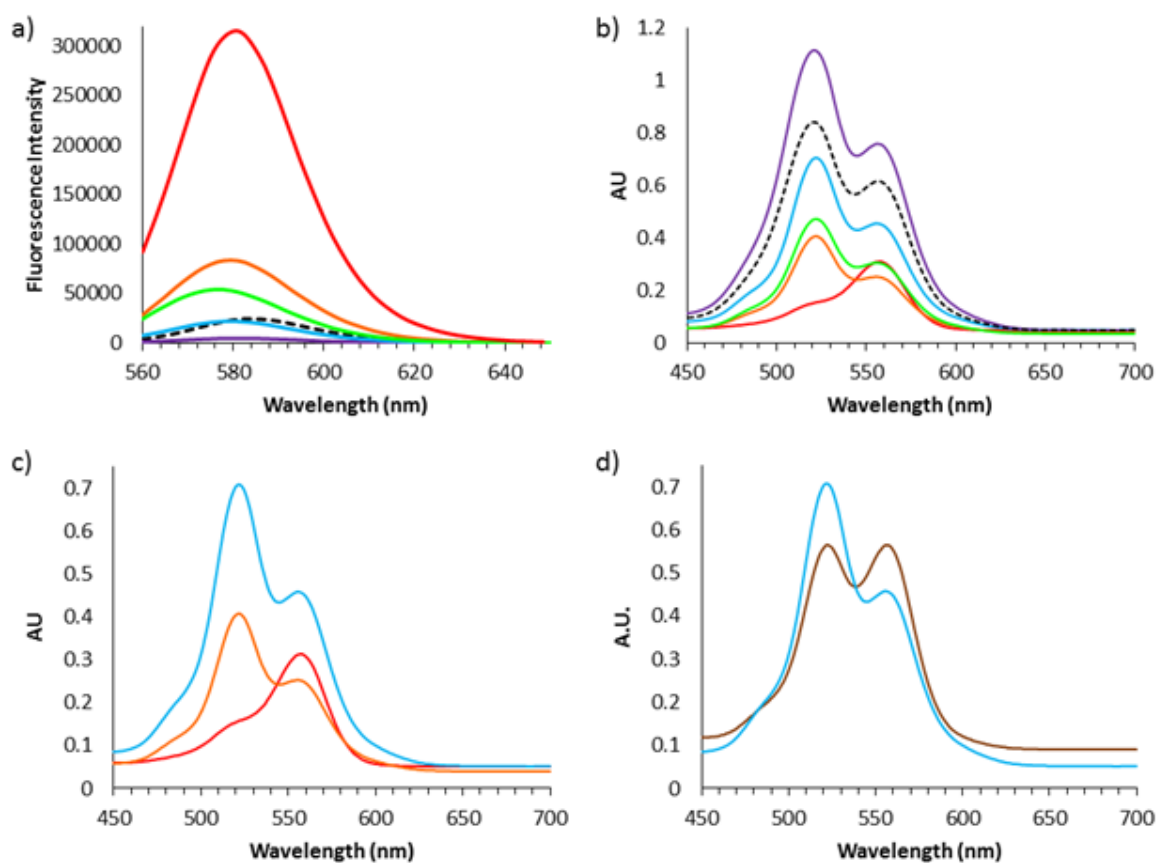 a)
Fluorescence Intensity
300000
250000
200000
150000
100000
50000
0
560 580 600 620 640
Wavelength (nm)
b)
AU
1.2
1
0.8
0.6
0.4
0.2
0
450 500 550 600 650 700
Wavelength (nm)
c)
AU
0.7
0.6
0.5
0.4
0.3
0.2
0.1
0
450 500 550 600 650 700
Wavelength (nm)
d)
A.U.
0.7
0.6
0.5
0.4
0.3
0.2
0.1
0
450 500 550 600 650 700
Wavelength (nm)